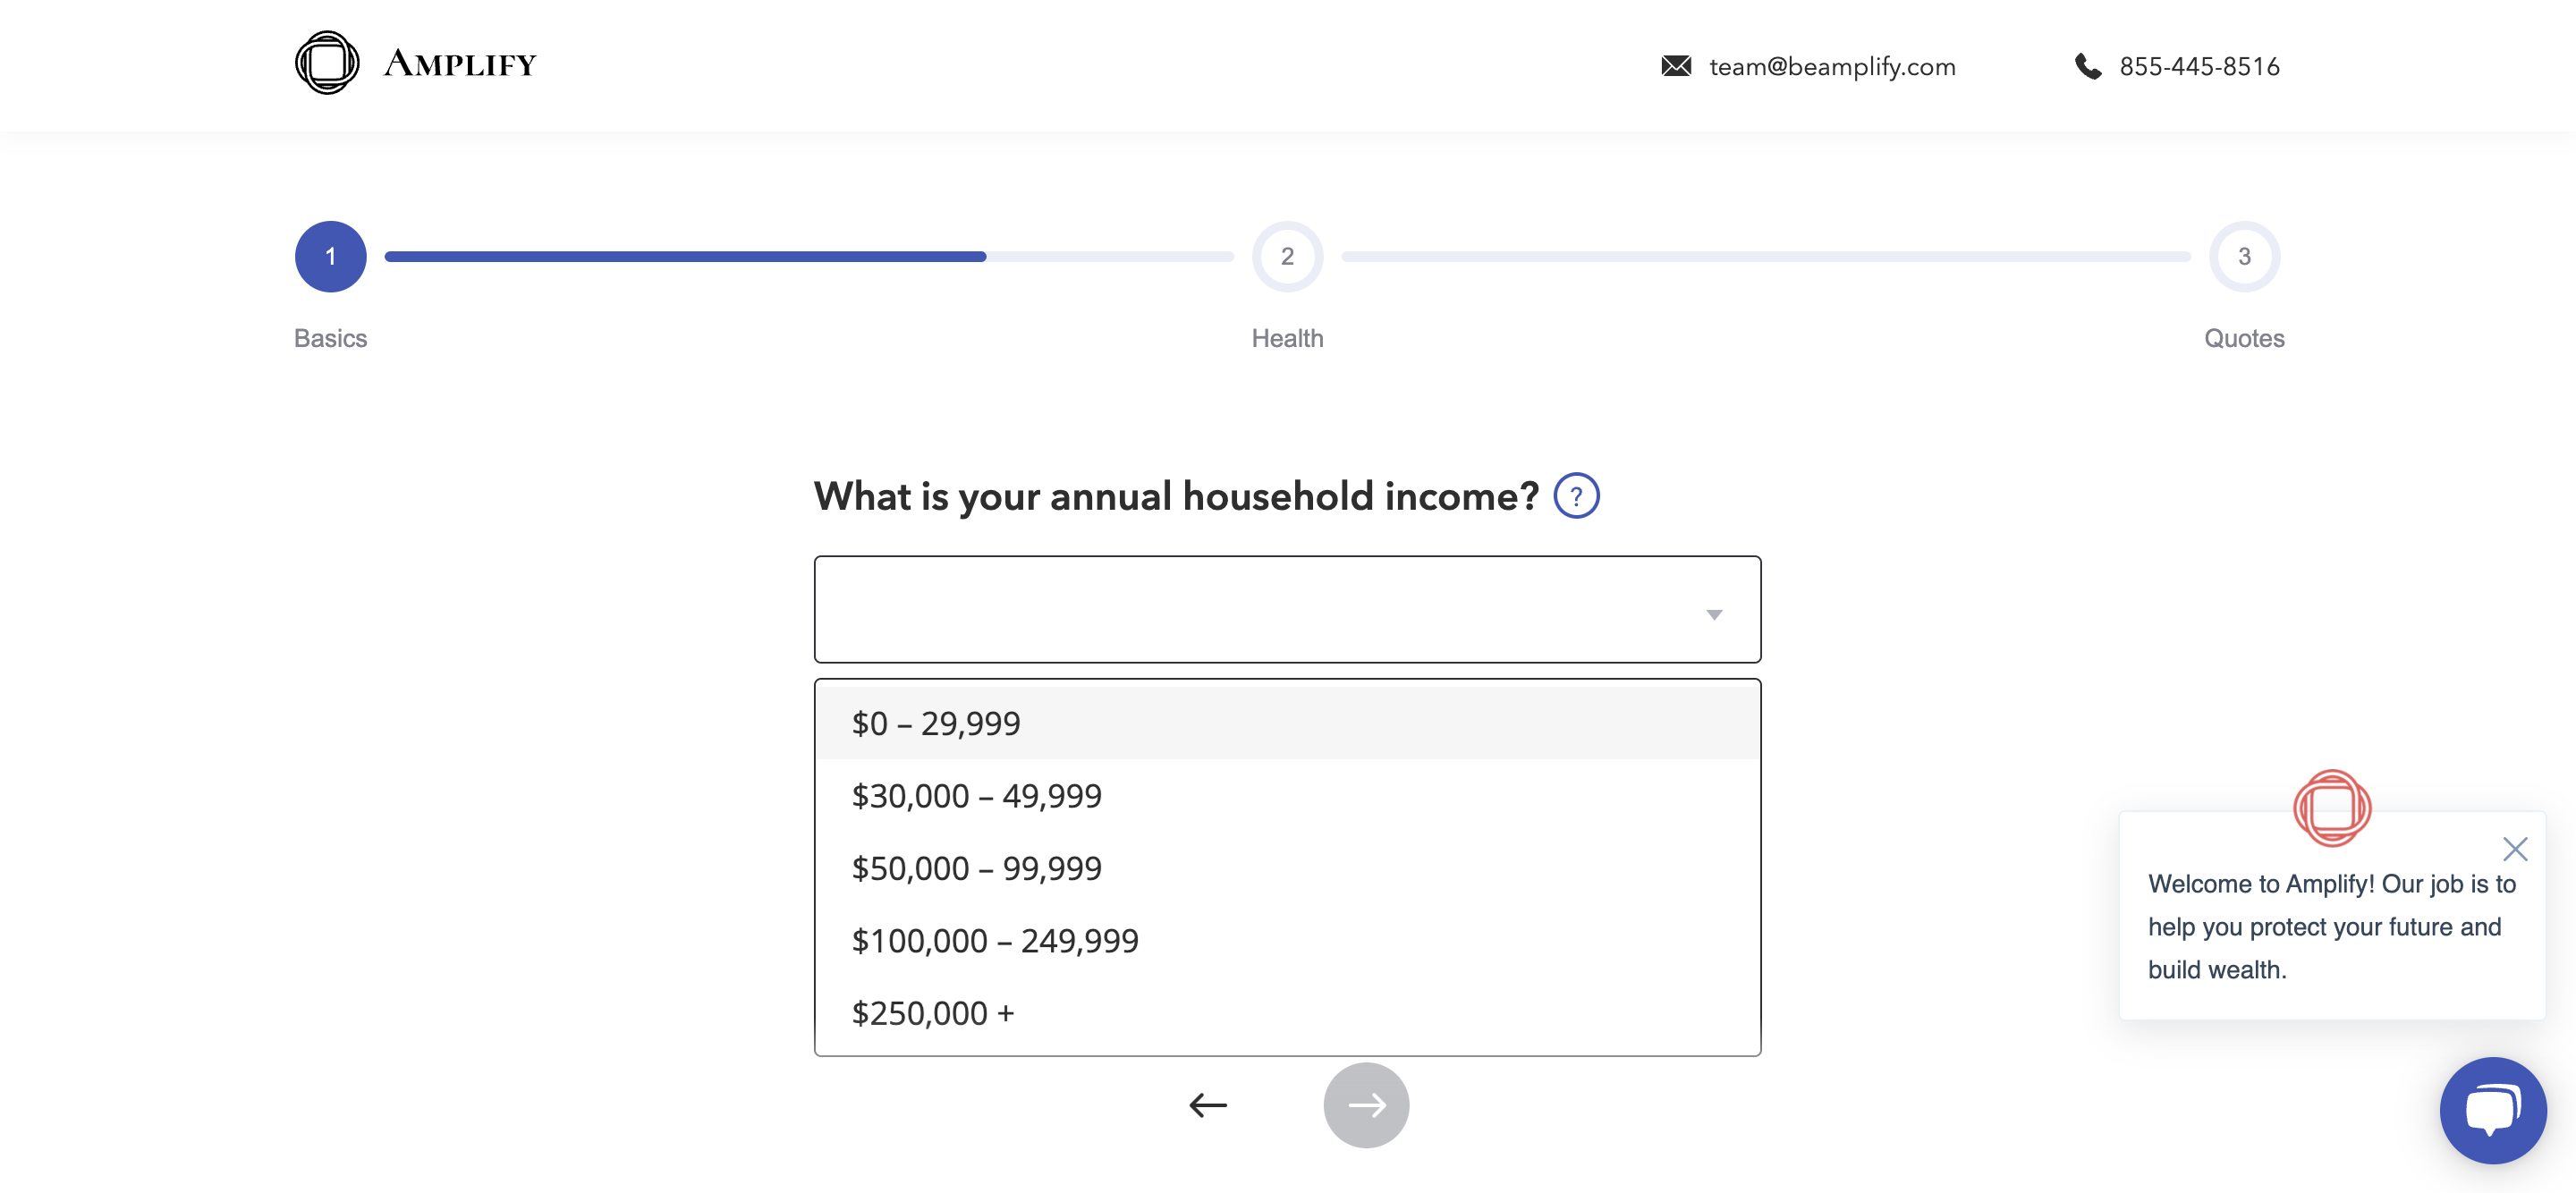 AMPLIFY
team@beamplify.com
855-445-8516
1
2
3
Basics
Health
Quotes
What is your annual household income? ?
$0 – 29,999
$30,000 – 49,999
$50,000 – 99,999
$100,000 – 249,999
$250,000 +
Welcome to Amplify! Our job is to
help you protect your future and
build wealth.